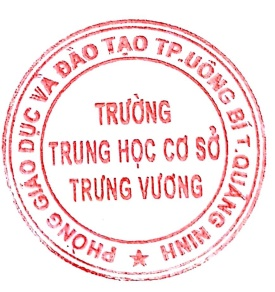 PHÒNG GIÁO DỤC VÀ ĐÀO TẠO TP.UÔNG BÍ T.QUẢNG NINH
TRƯỜNG
TRUNG HỌC CƠ SỞ
TRƯNG VƯƠNG